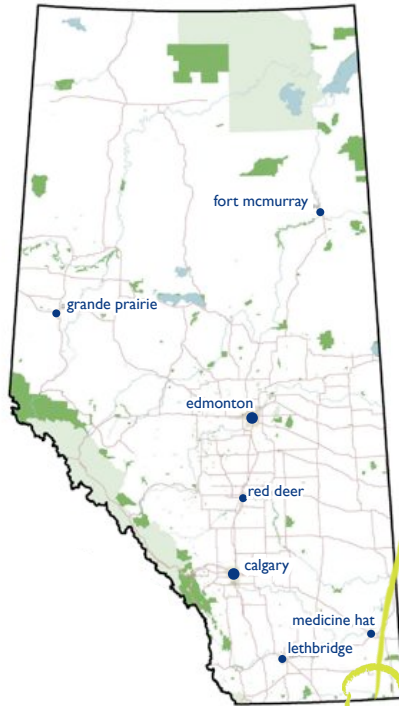 fort mcmurray
grande prairie
edmonton
red deer
calgary
medicine hat
lethbridge